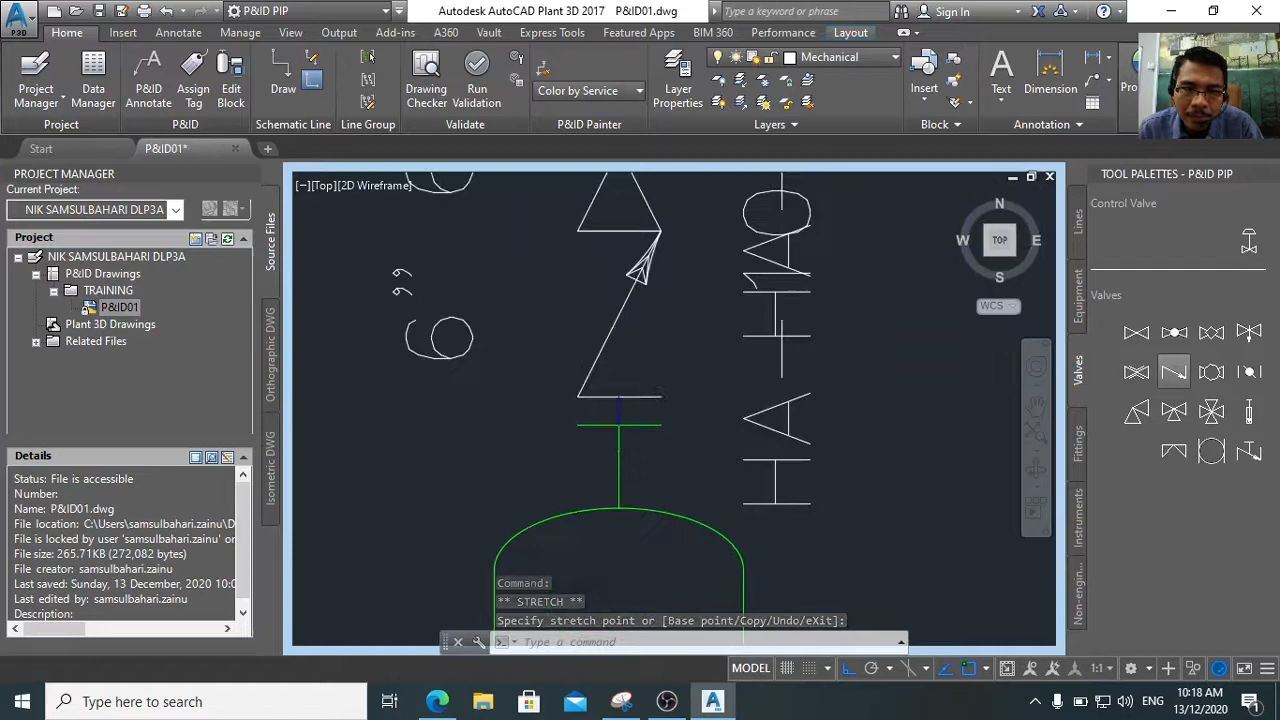 P&ID PIP
Autodesk AutoCAD Plant 3D 2017 P&ID01.dwg
Type a keyword or phrase
Sign In
P3D
Home Insert Annotate Manage View Output Add-ins A360 Vault Express Tools Featured Apps BIM 360 Performance Layout
Project Manager
Data Manager
P&ID Annotate
Assign Tag
Edit Block
Draw
Drawing Checker
Run Validation
Color by Service
Layer Properties
Mechanical
Insert
Text
Dimension
Project
P&ID
Schematic Line
Line Group
Validate
P&ID Painter
Layers
Block
Annotation
Start
P&ID01*
PROJECT MANAGER
Current Project:
NIK SAMSULBAHARI DLP3A
Project
NIK SAMSULBAHARI DLP3A
P&ID Drawings
TRAINING
P&ID01
Plant 3D Drawings
Related Files
Source Files
Orthographic DWG
Isometric DWG
Details
Status: File is accessible
Number:
Name: P&ID01.dwg
File location: C:\Users\samsulbahari.zainu\D
File is locked by user 'samsulbahari.zainu' or
File size: 265.71KB (272,082 bytes)
File creator: samsulbahari.zainu
Last saved: Sunday, 13 December, 2020 10:0
Last edited by: samsulbahari.zainu
Description:
[−][Top][2D Wireframe]
N
W TOP E
S
WCS
6"
Command:
** STRETCH **
Specify stretch point or [Base point/Copy/Undo/eXit]:
Type a command
TOOL PALETTES - P&ID PIP
Control Valve
Valves
Lines
Equipment
Valves
Fittings
Instruments
Non-engin...
MODEL
1:1
Type here to search
ENG
10:18 AM
13/12/2020